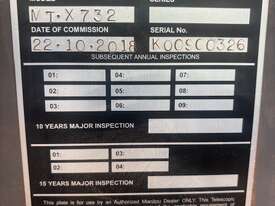 MODEL SERIES
MT-X732
DATE OF COMMISSION SERIAL No.
22·10·2018 K00900326
SUBSEQUENT ANNUAL INSPECTIONS
01: 04: 07:
02: 05: 08:
03: 06: 09:
10 YEARS MAJOR INSPECTION
01: 03:
02: 04:
15 YEARS MAJOR INSPECTION
This plate is for use by an Authorized Manitou Dealer ONLY! This Telescopic